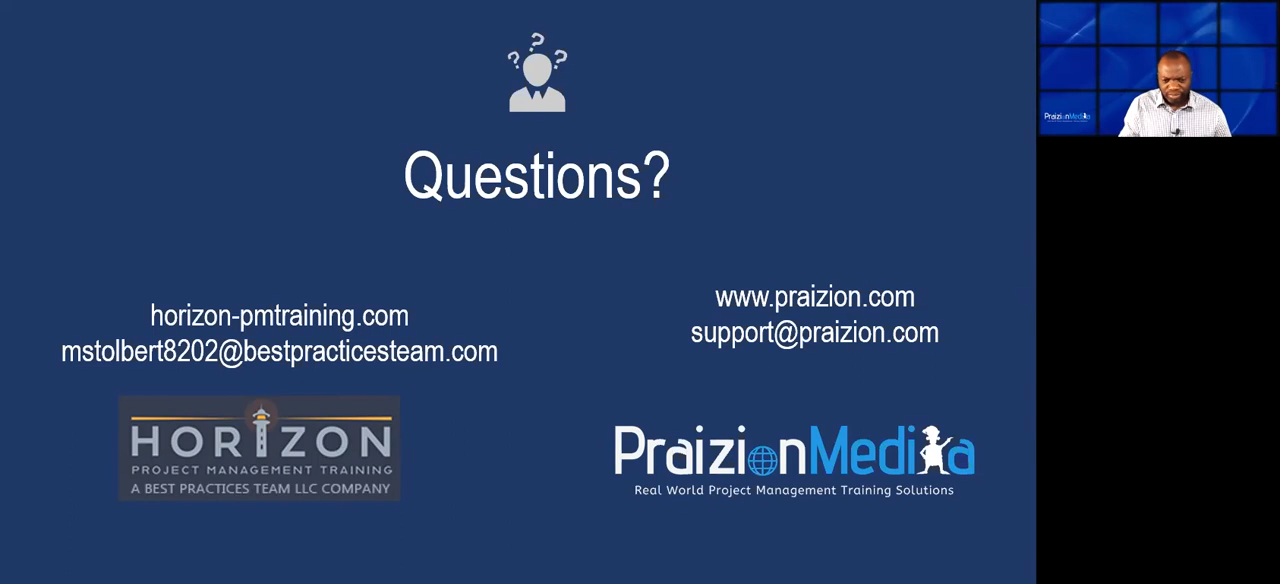 Questions?
horizon-pmtraining.com
mstolbert8202@bestpracticesteam.com
HORIZON
PROJECT MANAGEMENT TRAINING
A BEST PRACTICES TEAM LLC COMPANY
www.praizion.com
support@praizion.com
PraizionMedia
Real World Project Management Training Solutions
PraizionMedia